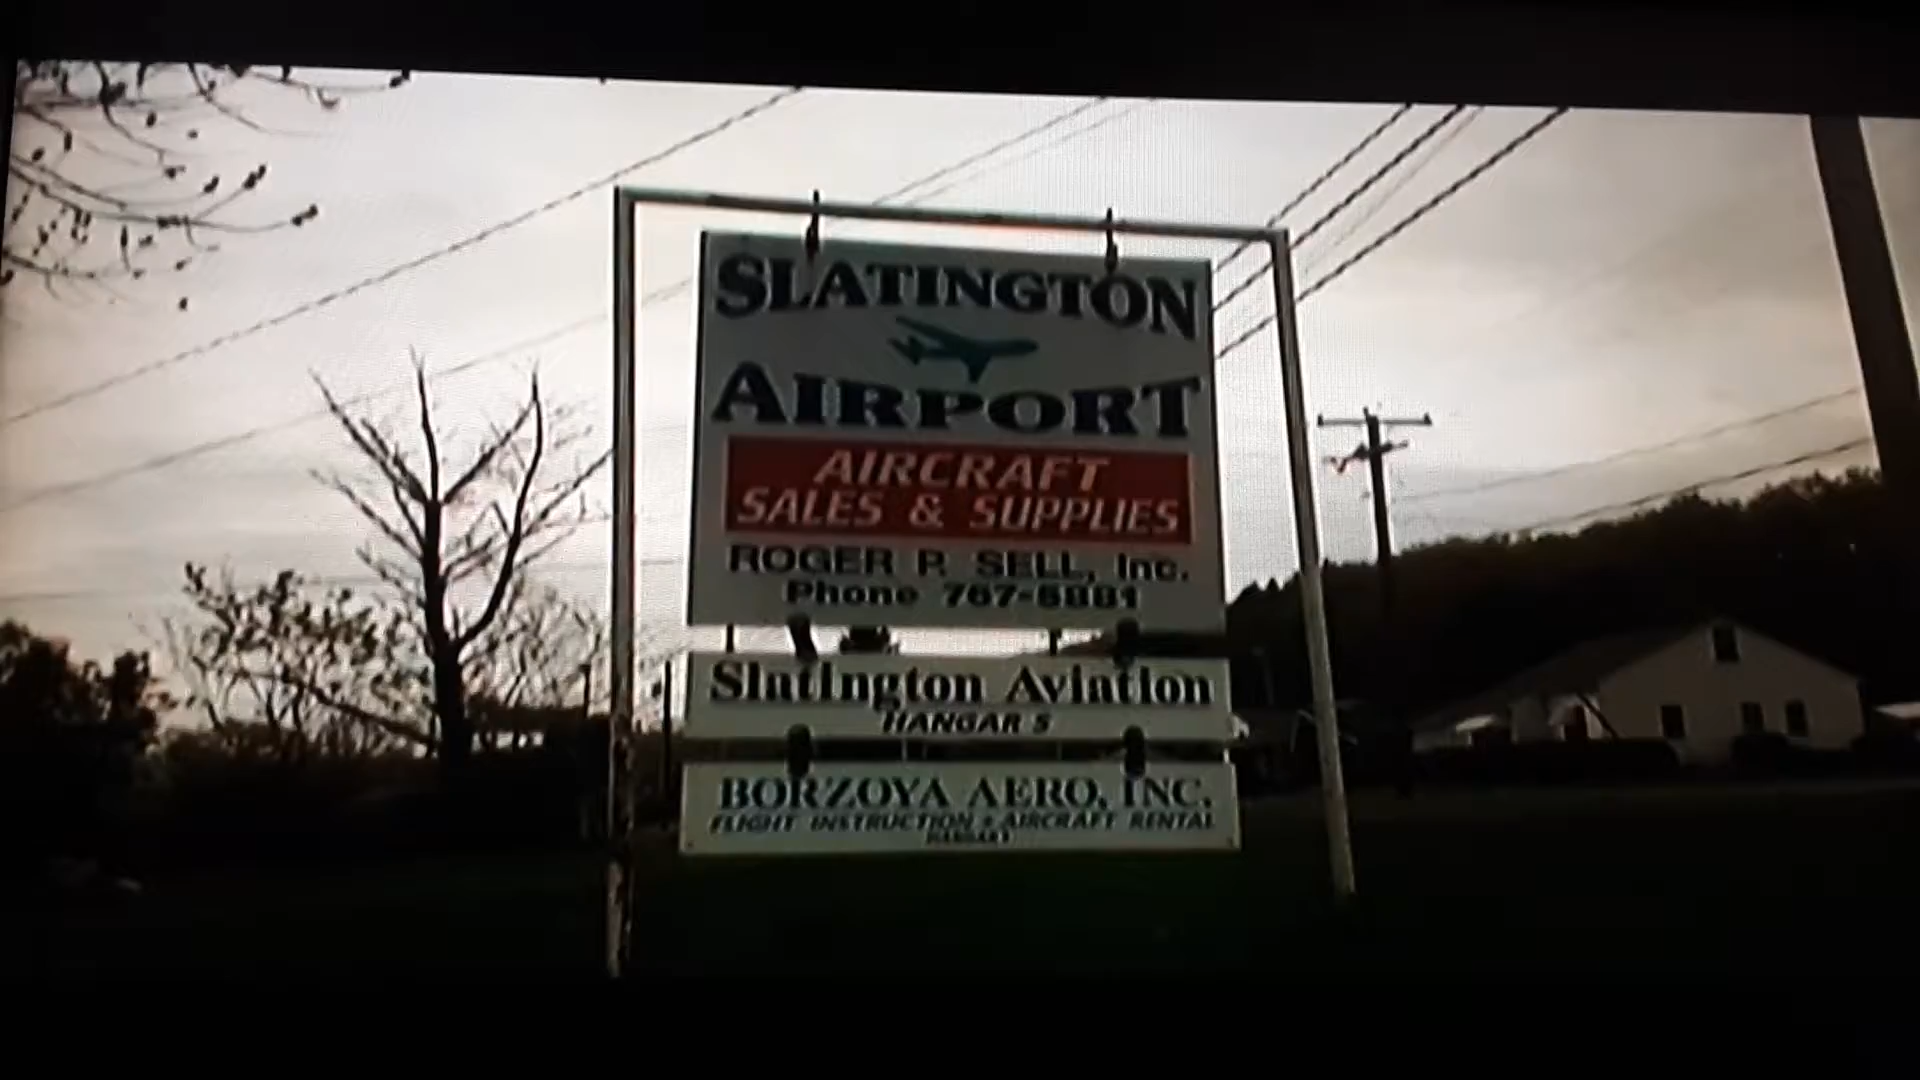 SLATINGTON
AIRPORT
AIRCRAFT
SALES & SUPPLIES
ROGER P. SELL, Inc.
Phone 767-5881
Slatington Aviation
HANGAR 5
BORZOYA AERO, INC.
FLIGHT INSTRUCTION & AIRCRAFT RENTAL
HANGAR